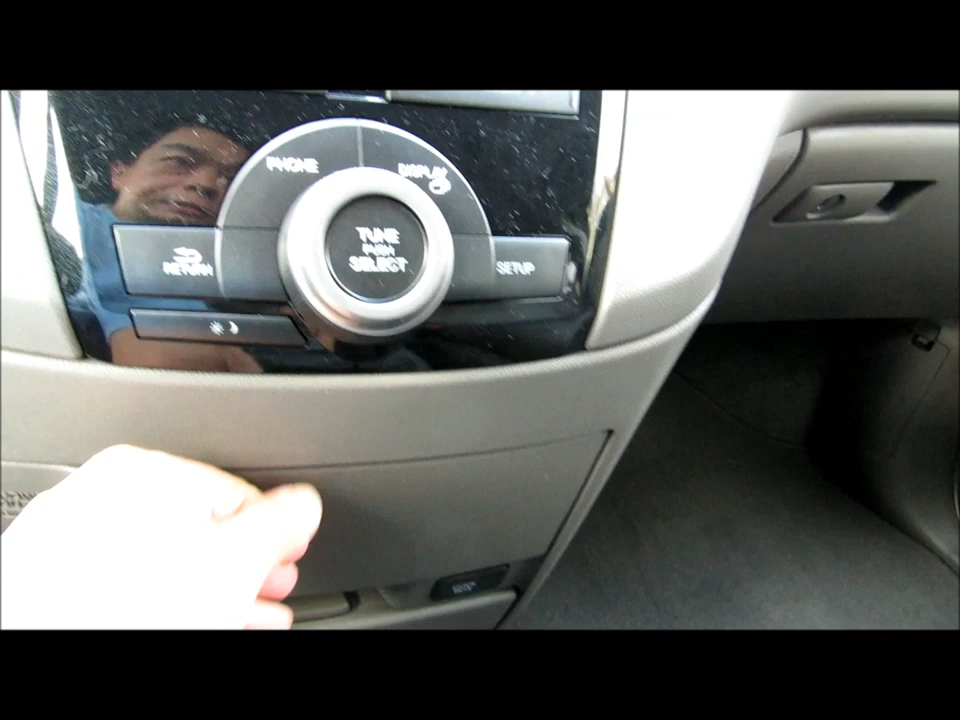 PHONE
DISPLAY
TUNE
PUSH
SELECT
RETURN
SETUP